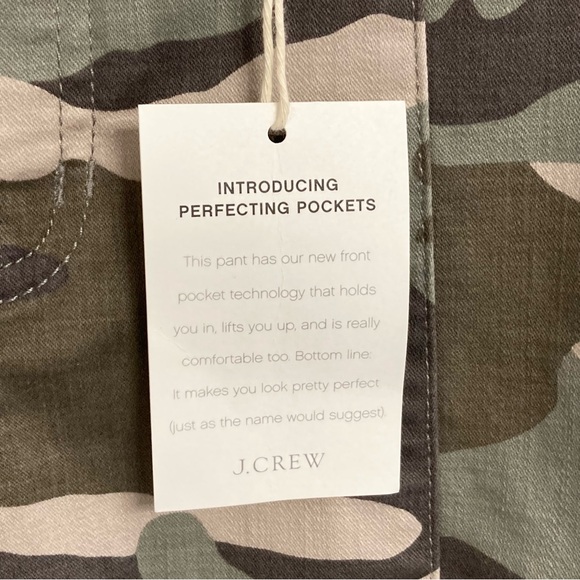 INTRODUCING
PERFECTING POCKETS
This pant has our new front
pocket technology that holds
you in, lifts you up, and is really
comfortable too. Bottom line:
It makes you look pretty perfect
(just as the name would suggest).
J.CREW